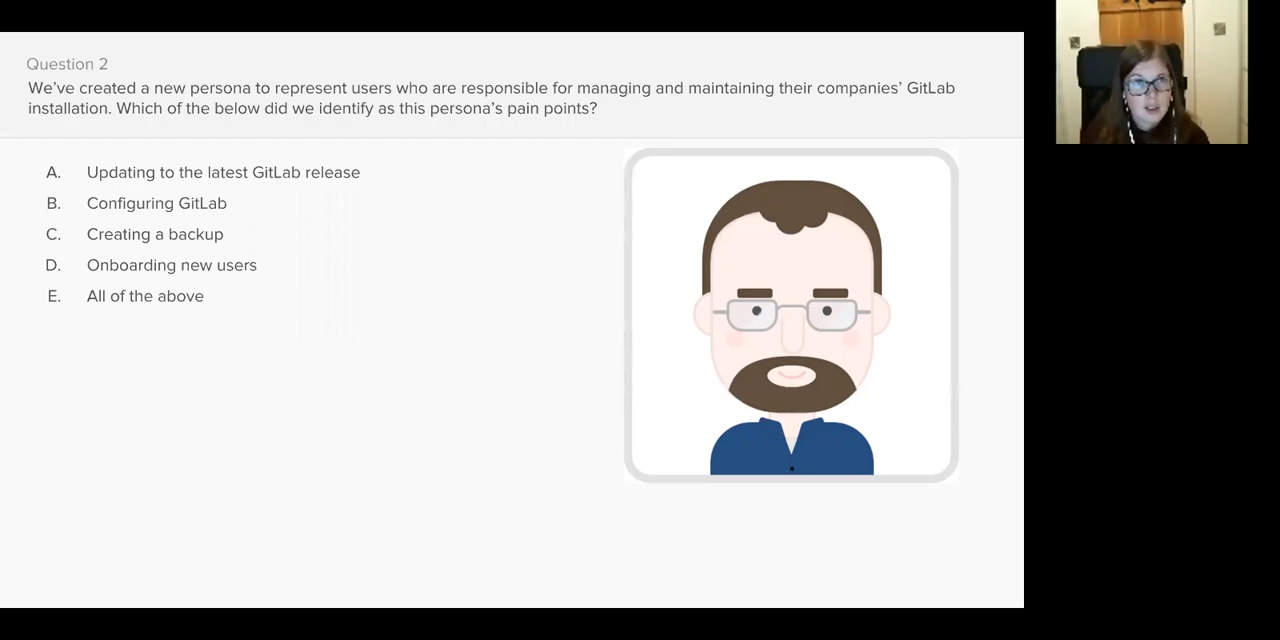 Question 2
We've created a new persona to represent users who are responsible for managing and maintaining their companies' GitLab
installation. Which of the below did we identify as this persona's pain points?
A. Updating to the latest GitLab release
B. Configuring GitLab
C. Creating a backup
D. Onboarding new users
E. All of the above